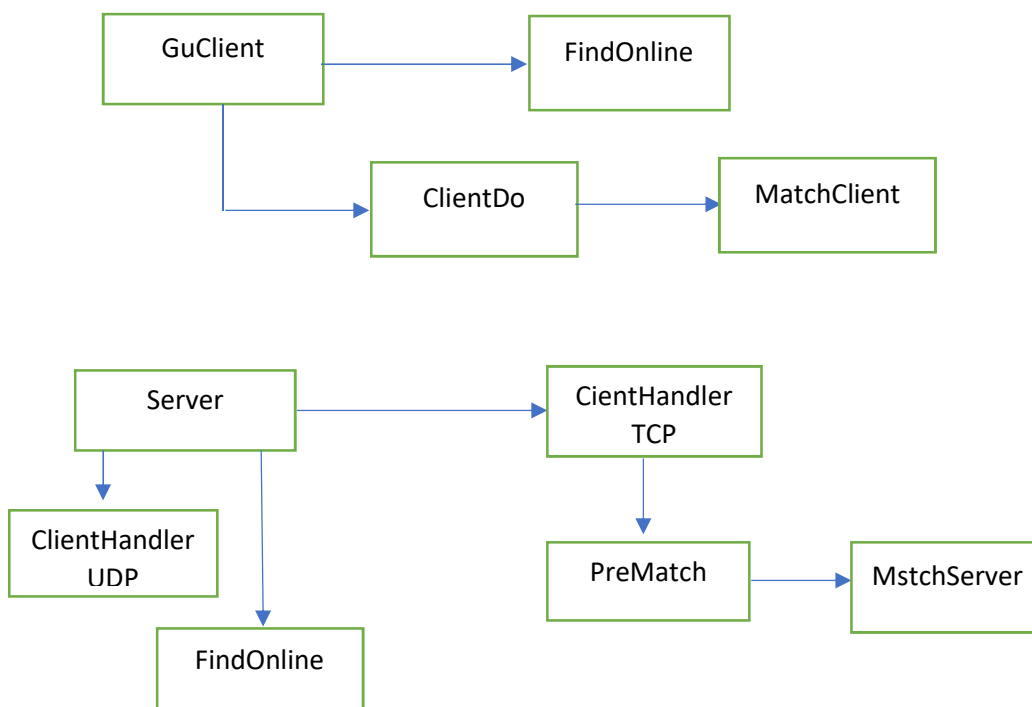 GuClient
FindOnline
ClientDo
MatchClient
Server
CientHandler
TCP
ClientHandler
UDP
PreMatch
MstchServer
FindOnline